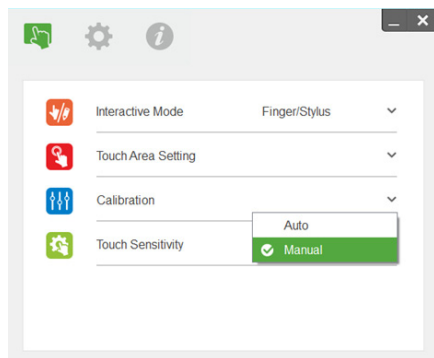 Interactive Mode Finger/Stylus
Touch Area Setting
Calibration
Auto
Touch Sensitivity Manual